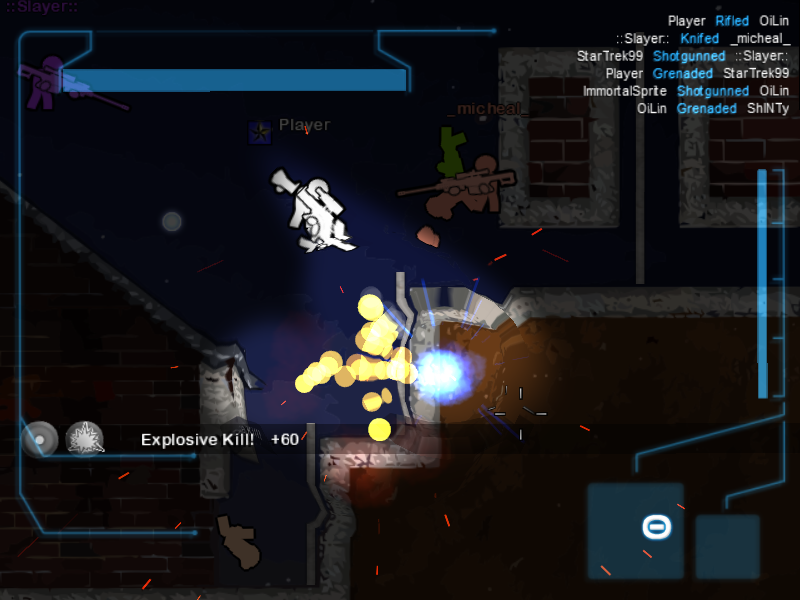 ::Slayer::
Player Rifled OiLin
::Slayer:: Knifed _micheal_
StarTrek99 Shotgunned ::Slayer::
Player Grenaded StarTrek99
ImmortalSprite Shotgunned OiLin
OiLin Grenaded ShINTy
_micheal_
Player
Explosive Kill! +60
0